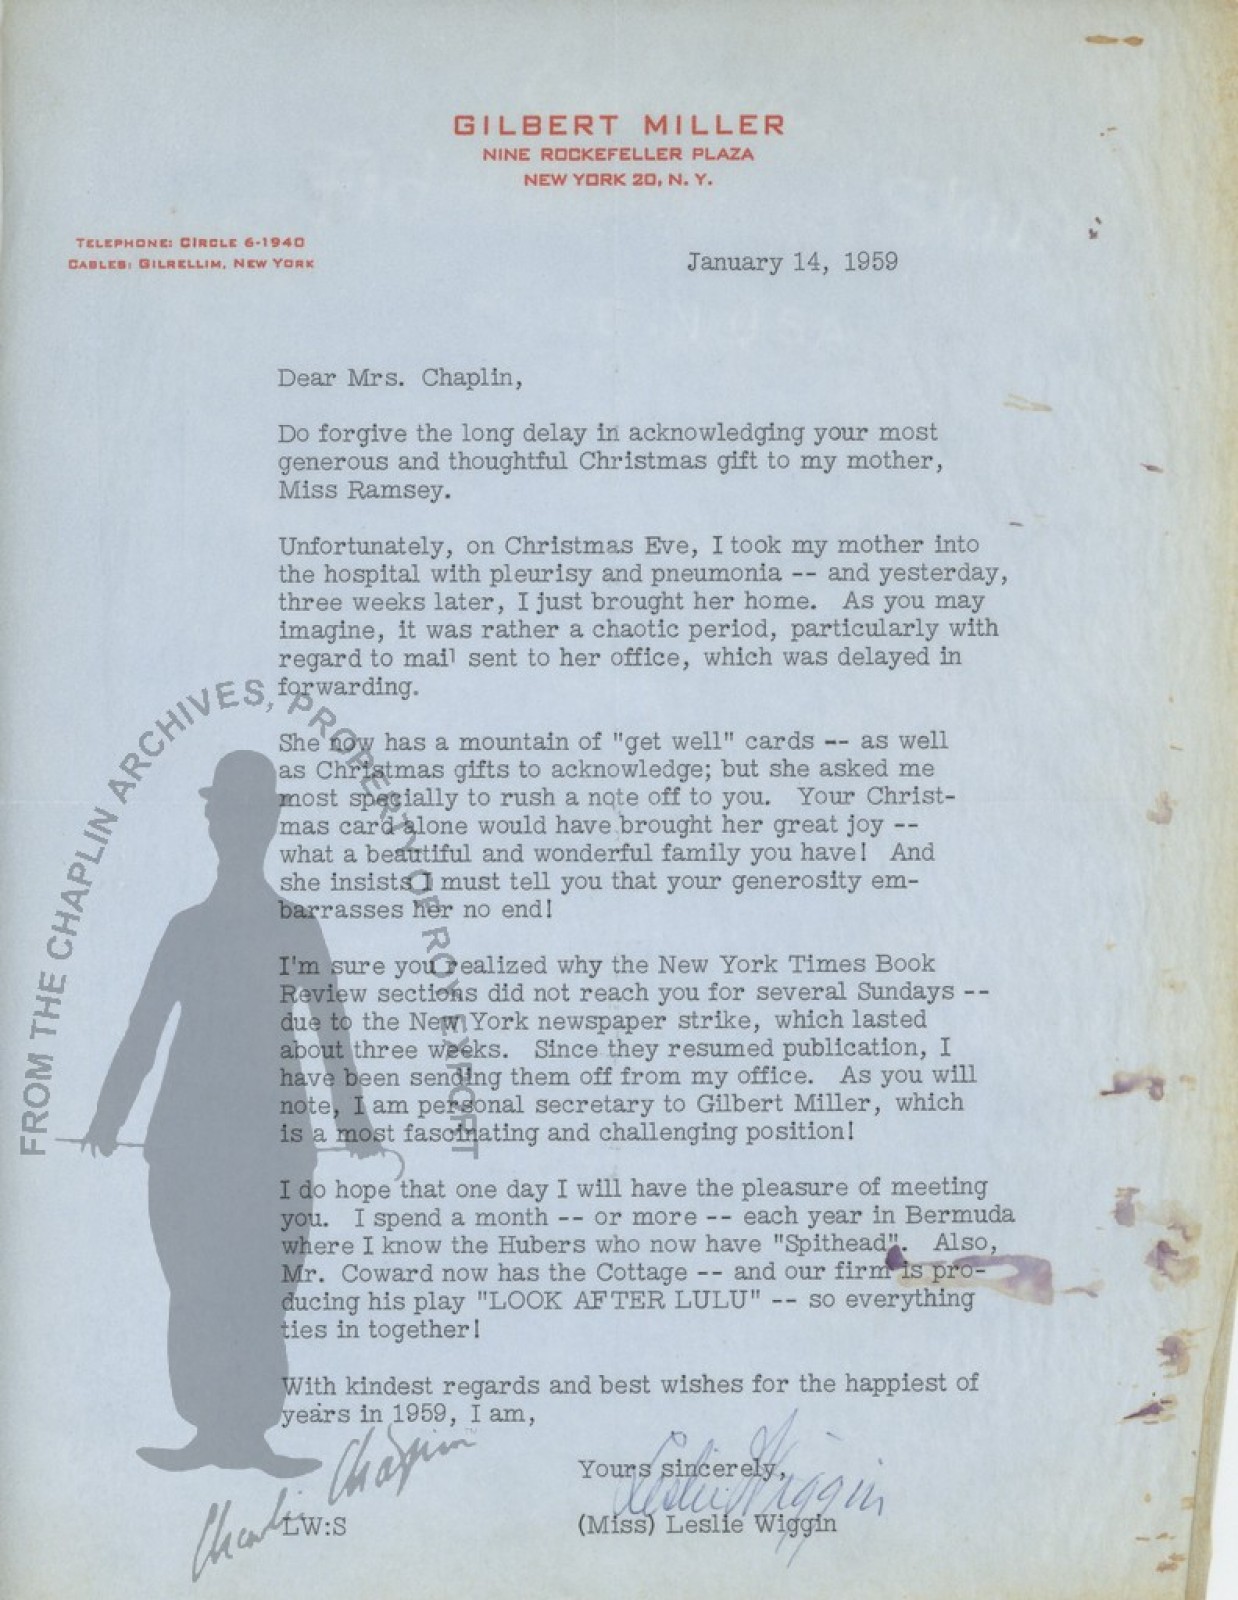 GILBERT MILLER
NINE ROCKEFELLER PLAZA
NEW YORK 20, N. Y.
TELEPHONE: CIRCLE 6-1940
CABLES: GILRELLIM, NEW YORK
January 14, 1959
Dear Mrs. Chaplin,
Do forgive the long delay in acknowledging your most
generous and thoughtful Christmas gift to my mother,
Miss Ramsey.
Unfortunately, on Christmas Eve, I took my mother into
the hospital with pleurisy and pneumonia -- and yesterday,
three weeks later, I just brought her home. As you may
imagine, it was rather a chaotic period, particularly with
regard to mail sent to her office, which was delayed in
forwarding.
She now has a mountain of "get well" cards -- as well
as Christmas gifts to acknowledge; but she asked me
most specially to rush a note off to you. Your Christ-
mas card alone would have brought her great joy --
what a beautiful and wonderful family you have! And
she insists I must tell you that your generosity em-
barrasses her no end!
I'm sure you realized why the New York Times Book
Review sections did not reach you for several Sundays --
due to the New York newspaper strike, which lasted
about three weeks. Since they resumed publication, I
have been sending them off from my office. As you will
note, I am personal secretary to Gilbert Miller, which
is a most fascinating and challenging position!
I do hope that one day I will have the pleasure of meeting
you. I spend a month -- or more -- each year in Bermuda
where I know the Hubers who now have "Spithead". Also,
Mr. Coward now has the Cottage -- and our firm is pro-
ducing his play "LOOK AFTER LULU" -- so everything
ties in together!
With kindest regards and best wishes for the happiest of
years in 1959, I am,
Yours sincerely,
Leslie Wiggin
LW:S
(Miss) Leslie Wiggin
FROM THE CHAPLIN ARCHIVES, PROPERTY OF ROY EXPORT
Charlie Chaplin